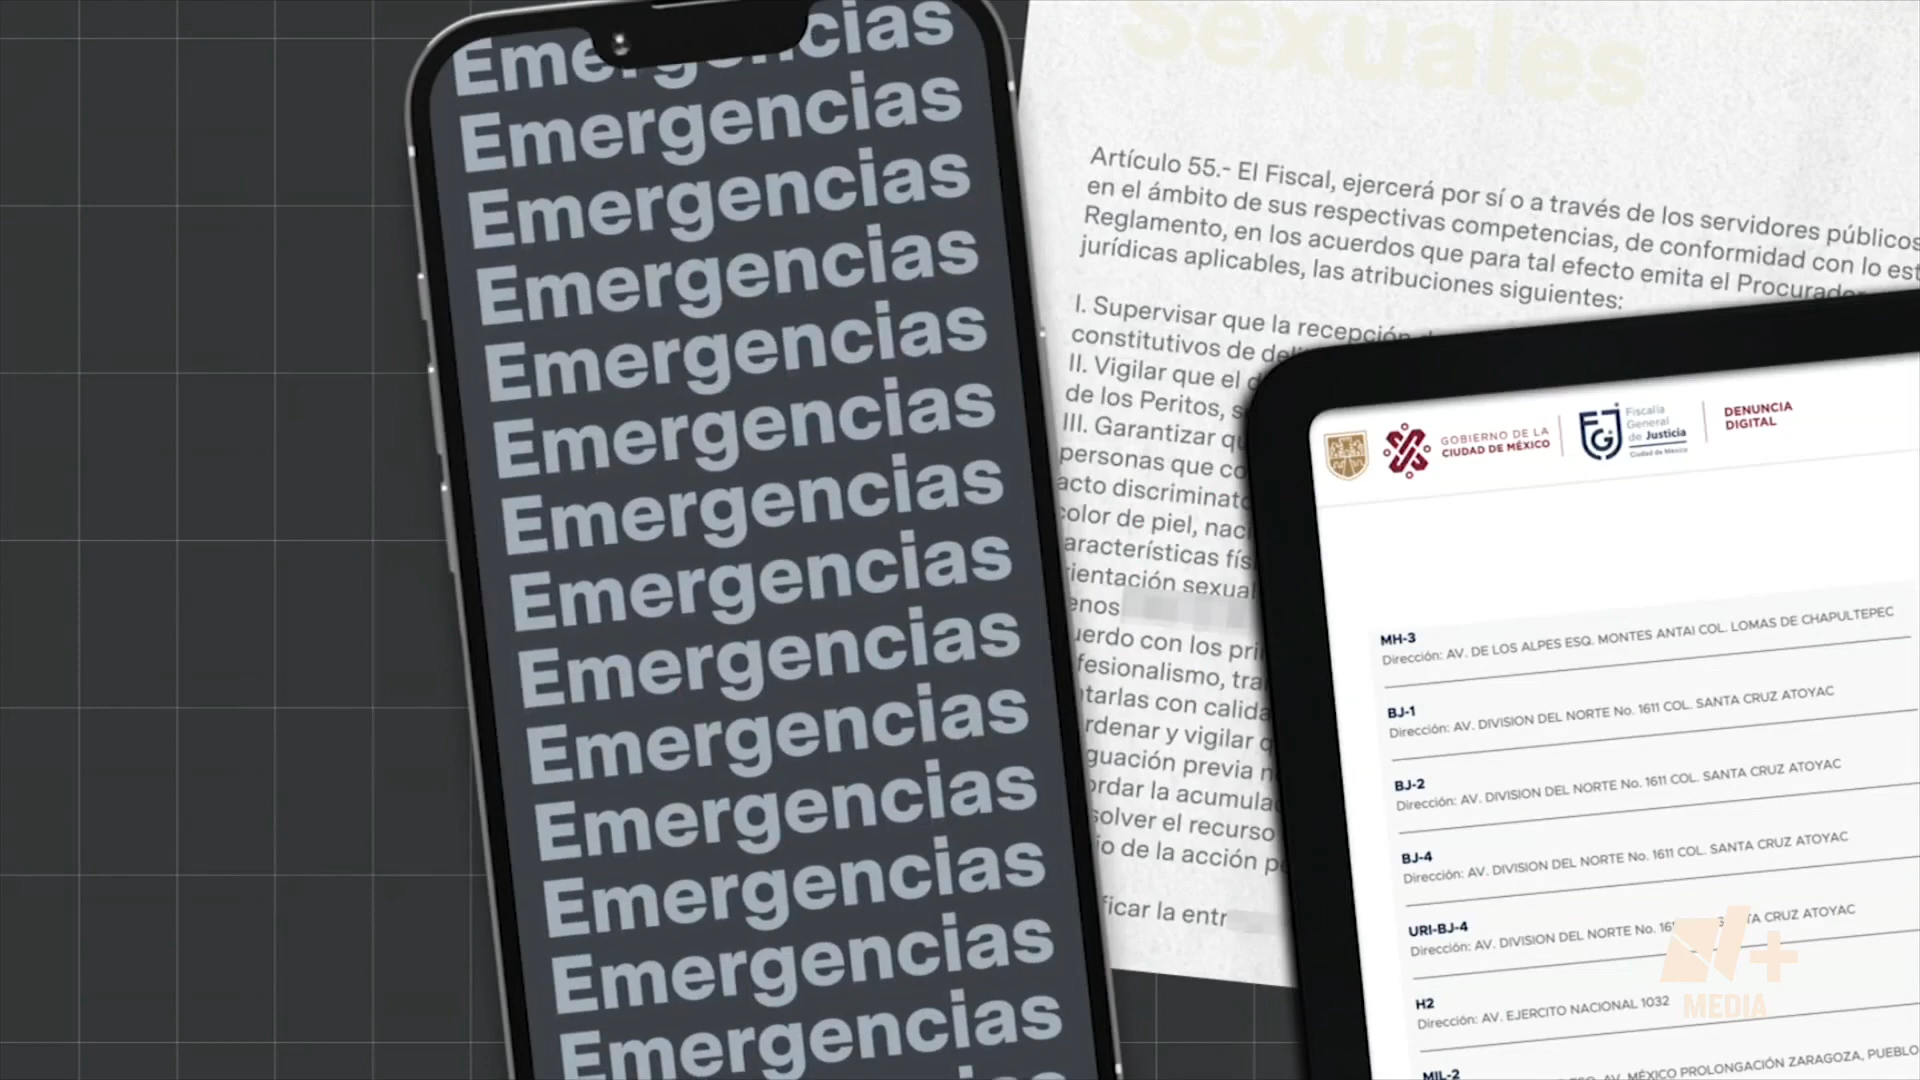 Emergencias
Emergencias
Emergencias
Emergencias
Emergencias
Emergencias
Emergencias
Emergencias
Emergencias
Emergencias
Emergencias
Emergencias
Emergencias
Emergencias
Sexuales
Artículo 55.- El Fiscal, ejercerá por sí o a través de los servidores públicos
en el ámbito de sus respectivas competencias, de conformidad con lo est
Reglamento, en los acuerdos que para tal efecto emita el Procurador
jurídicas aplicables, las atribuciones siguientes:
I. Supervisar que la recepción
constitutivos de de
II. Vigilar que el
de los Peritos, s
III. Garantizar qu
personas que co
acto discriminato
color de piel, naci
aracterísticas fís
rientación sexual
enos
uerdo con los pri
fesionalismo, tra
tarlas con calida
rdenar y vigilar
guación previa n
ordar la acumula
solver el recurso
io de la acción pe
ficar la entr
GOBIERNO DE LA
CIUDAD DE MÉXICO
FGJ
Fiscalía
General
de Justicia
Ciudad de México
DENUNCIA
DIGITAL
MH-3
Dirección: AV. DE LOS ALPES ESQ. MONTES ANTAI COL. LOMAS DE CHAPULTEPEC
BJ-1
Dirección: AV. DIVISION DEL NORTE No. 1611 COL. SANTA CRUZ ATOYAC
BJ-2
Dirección: AV. DIVISION DEL NORTE No. 1611 COL. SANTA CRUZ ATOYAC
BJ-4
Dirección: AV. DIVISION DEL NORTE No. 1611 COL. SANTA CRUZ ATOYAC
URI-BJ-4
Dirección: AV. DIVISION DEL NORTE No. 161 CRUZ ATOYAC
H2
Dirección: AV. EJERCITO NACIONAL 1032
MIL-2
AV. MÉXICO PROLONGACIÓN ZARAGOZA, PUEBLO
N+
MEDIA